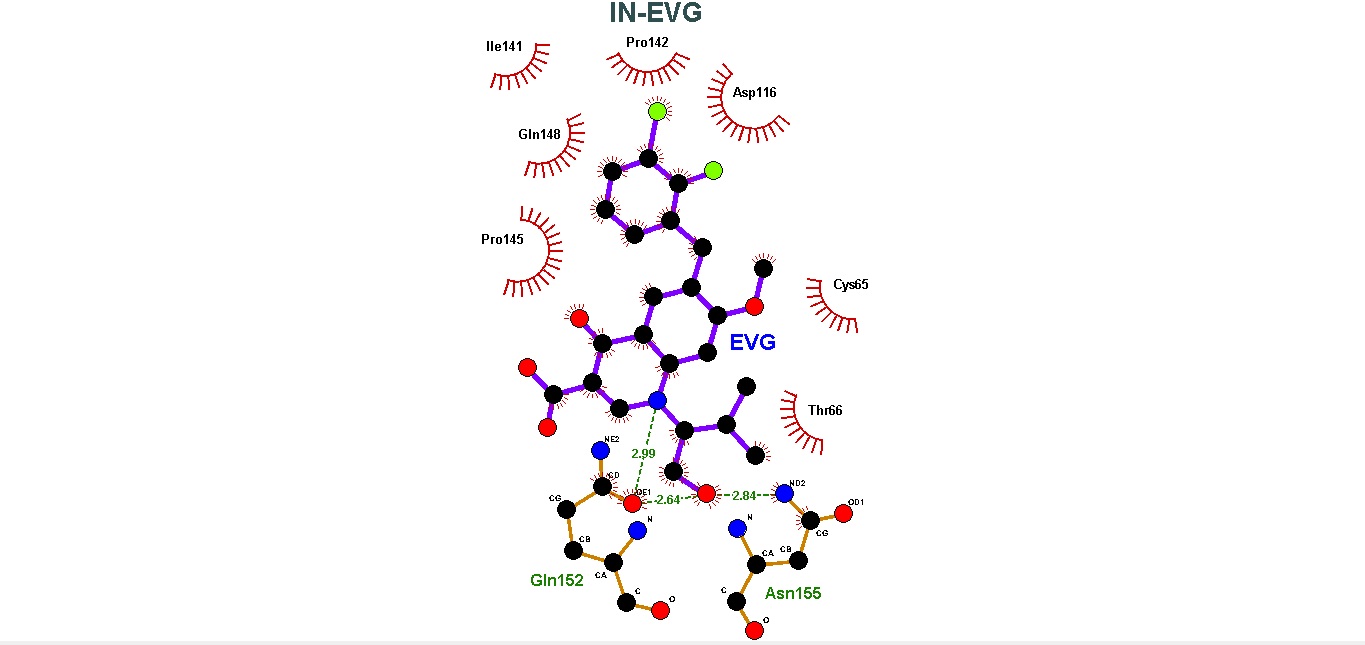 IN-EVG
Ile141
Pro142
Asp116
Gln148
Pro145
Cys65
EVG
Thr66
NE2
2.99
CD
OE1
2.64
2.84
ND2
OD1
CG
N
N
CG
CB
CA
CA
CB
Gln152
Asn155
C
O
C
O